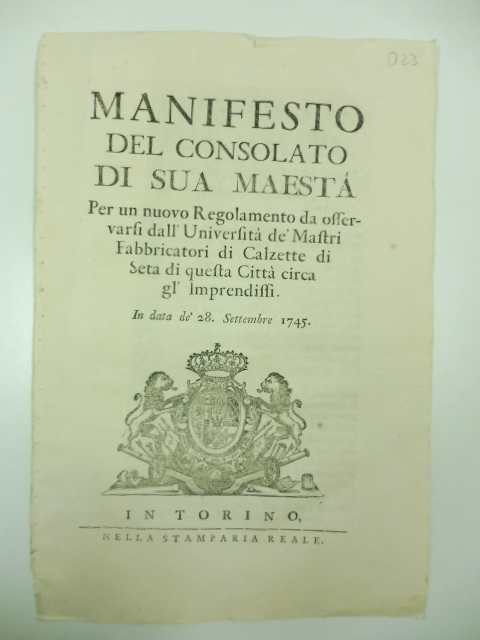 023
MANIFESTO
DEL CONSOLATO
DI SUA MAESTÁ
Per un nuovo Regolamento da osser-
varsi dall' Università de' Mastri
Fabbricatori di Calzette di
Seta di questa Città circa
gl' Imprendissi.
In data de' 28. Settembre 1745.
IN TORINO,
NELLA STAMPARIA REALE.